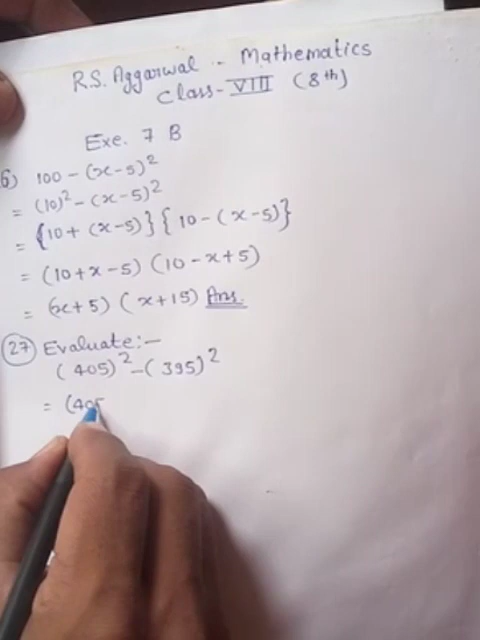 R.S. Aggarwal :- Mathematics
Class- VIII (8th)
Exe. 7 B
6) 100 - (x-5)²
= (10)² - (x-5)²
= {10 + (x-5)} {10 - (x-5)}
= (10+x-5) (10-x+5)
= (x+5) (x+15) Ans.
27) Evaluate:-
(405)² - (395)²
= (405